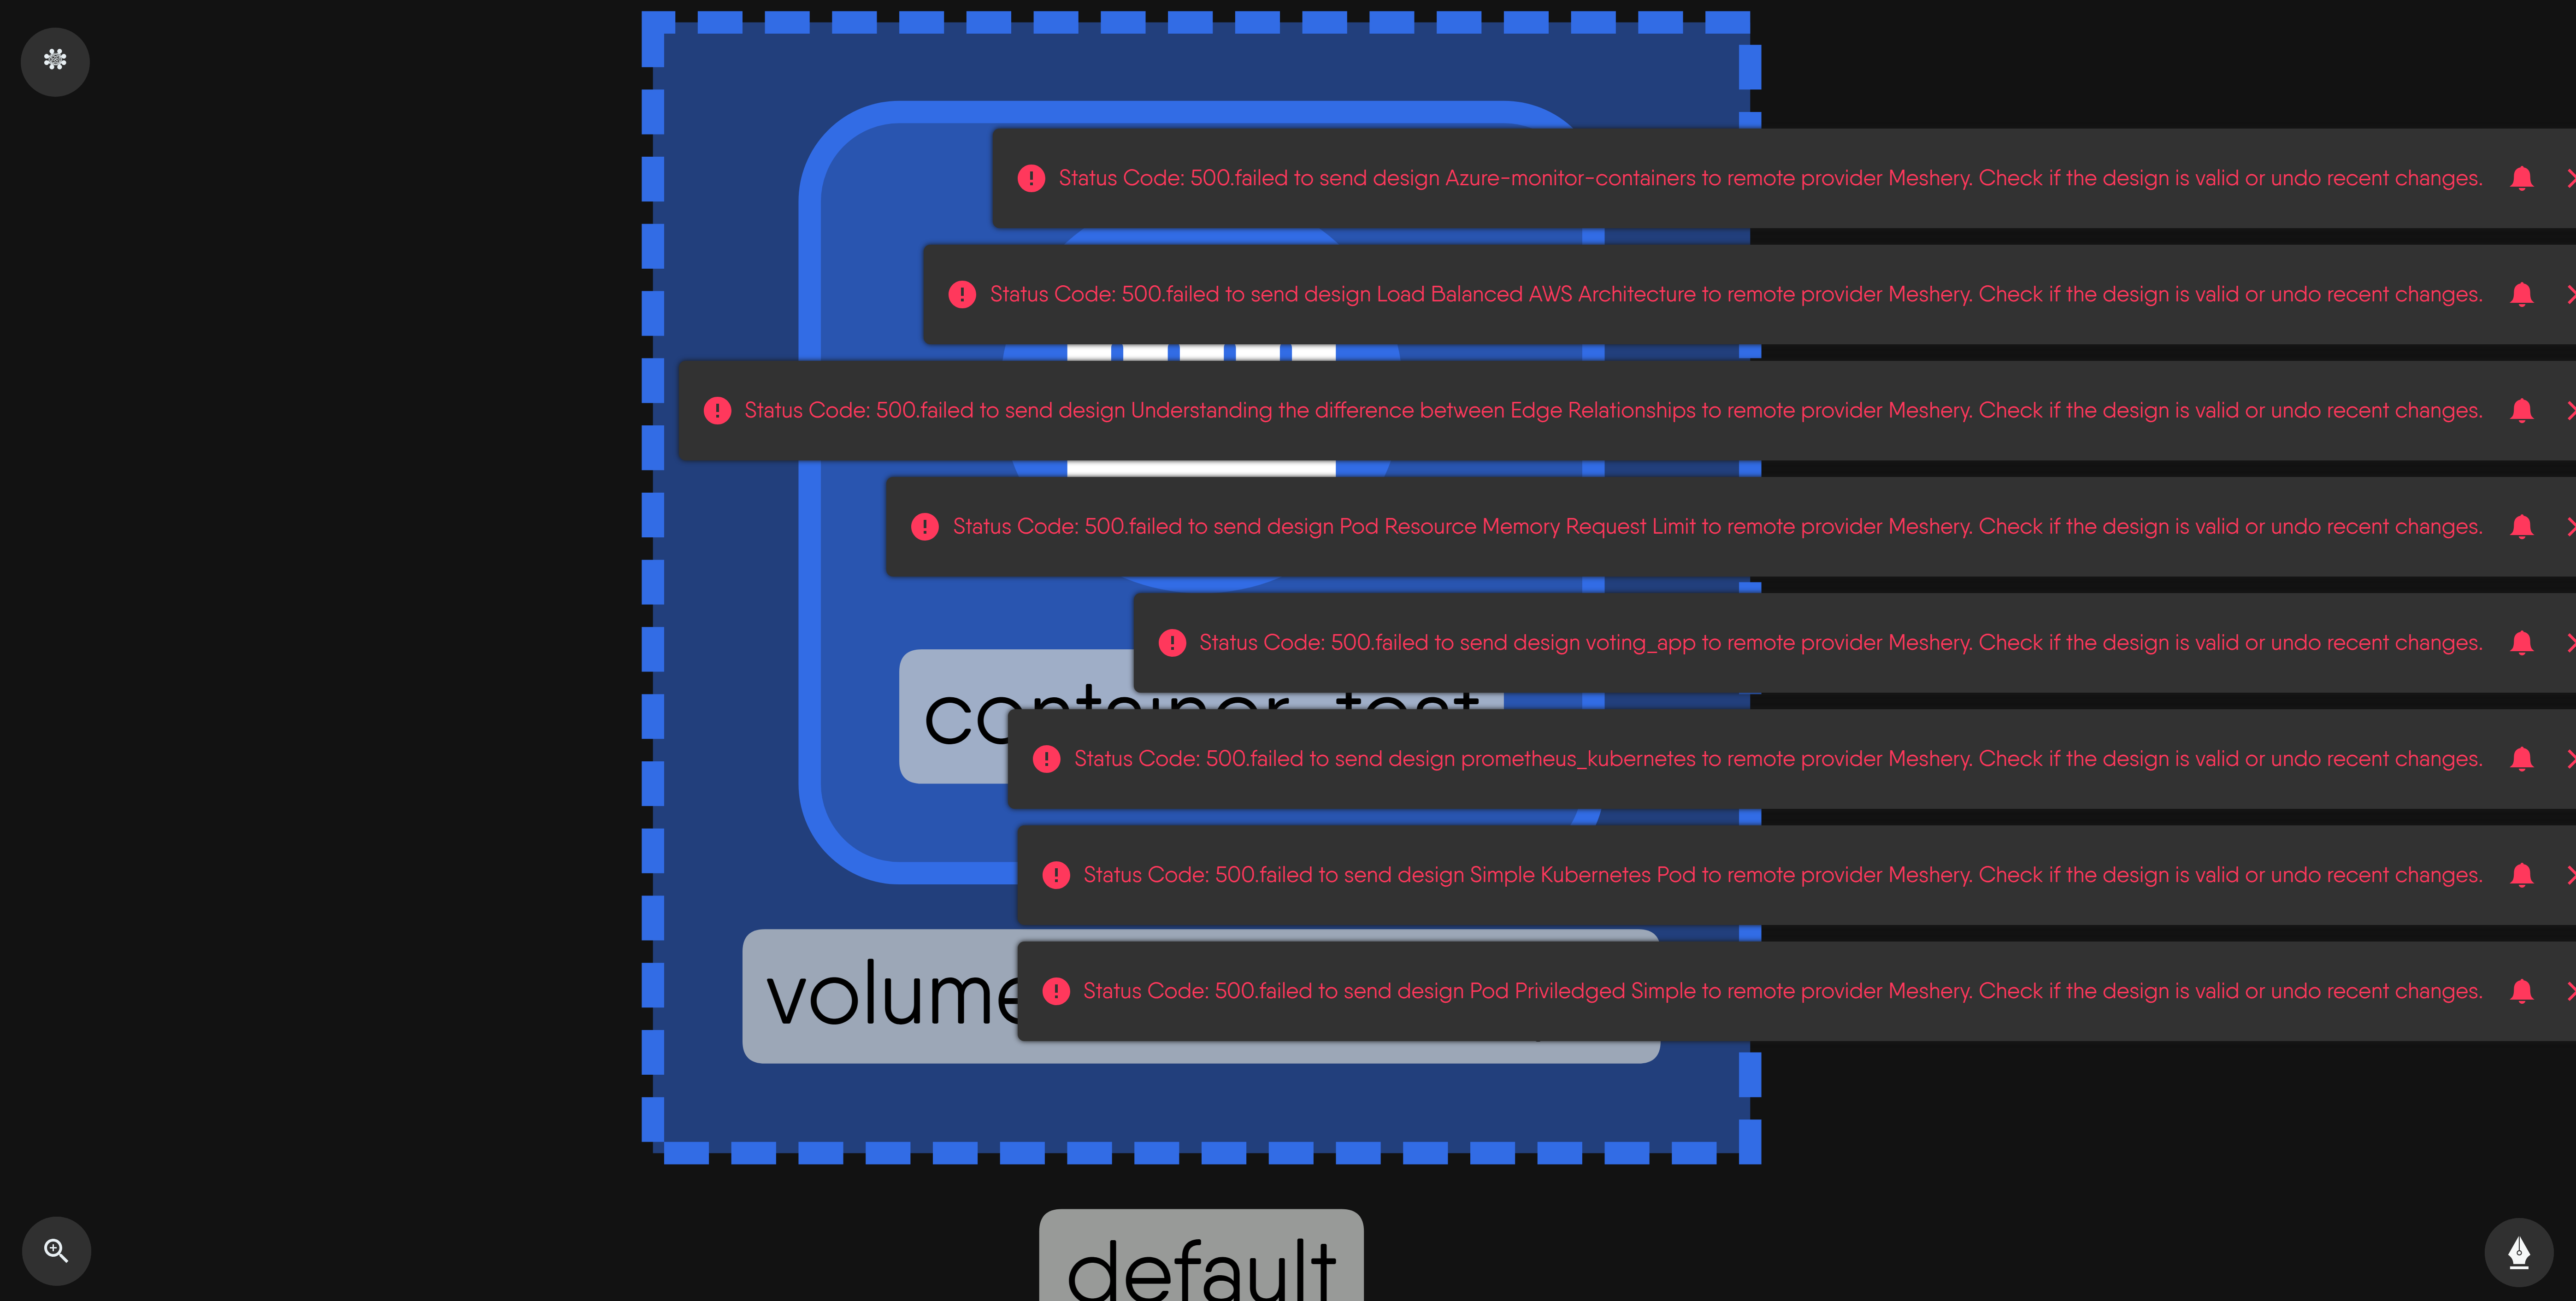 Status Code: 500.failed to send design Azure-monitor-containers to remote provider Meshery. Check if the design is valid or undo recent changes.
Status Code: 500.failed to send design Load Balanced AWS Architecture to remote provider Meshery. Check if the design is valid or undo recent changes.
Status Code: 500.failed to send design Understanding the difference between Edge Relationships to remote provider Meshery. Check if the design is valid or undo recent changes.
Status Code: 500.failed to send design Pod Resource Memory Request Limit to remote provider Meshery. Check if the design is valid or undo recent changes.
Status Code: 500.failed to send design voting_app to remote provider Meshery. Check if the design is valid or undo recent changes.
container-test
Status Code: 500.failed to send design prometheus_kubernetes to remote provider Meshery. Check if the design is valid or undo recent changes.
Status Code: 500.failed to send design Simple Kubernetes Pod to remote provider Meshery. Check if the design is valid or undo recent changes.
volume
Status Code: 500.failed to send design Pod Priviledged Simple to remote provider Meshery. Check if the design is valid or undo recent changes.
default